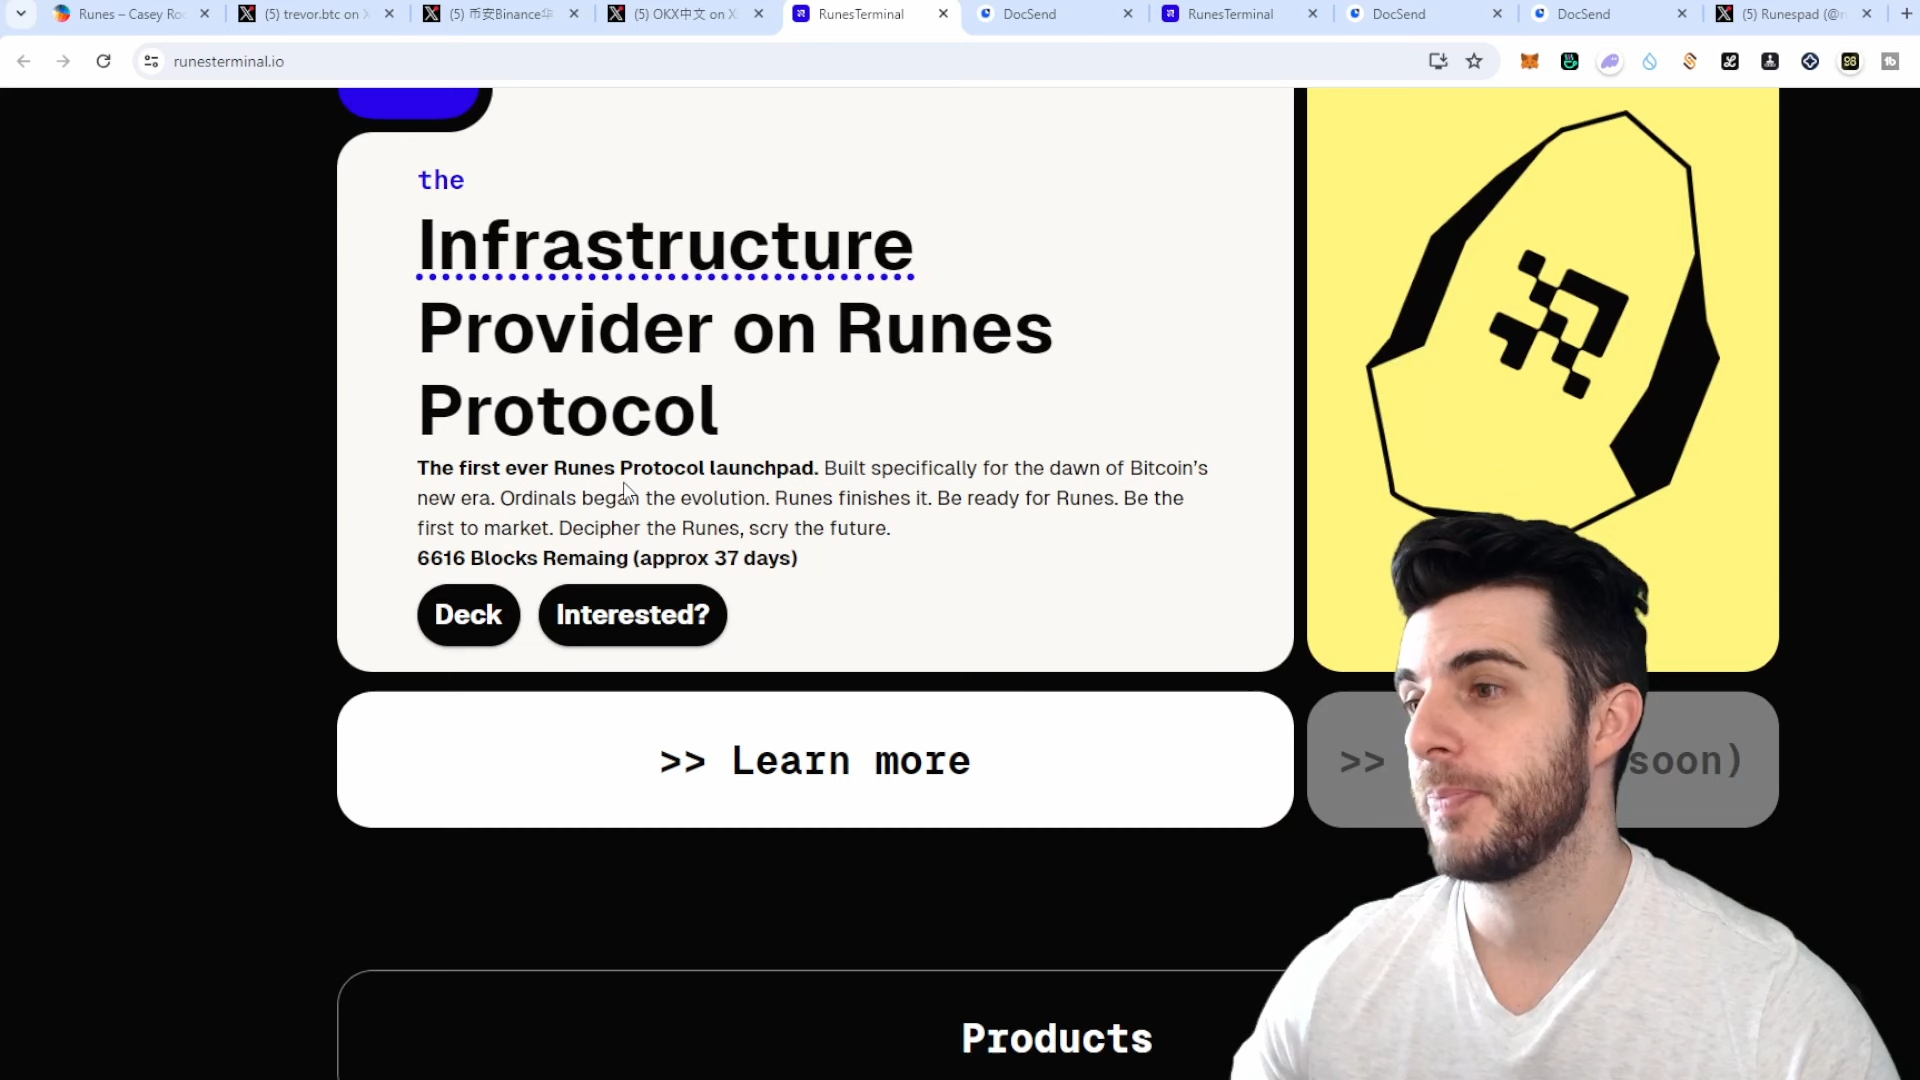 Runes – Casey Ro
(5) trevor.btc on X
(5) 币安Binance华
(5) OKX中文 on X
RunesTerminal
DocSend
RunesTerminal
DocSend
DocSend
(5) Runespad (@r
runesterminal.io
the
Infrastructure
Provider on Runes
Protocol
The first ever Runes Protocol launchpad. Built specifically for the dawn of Bitcoin's
new era. Ordinals began the evolution. Runes finishes it. Be ready for Runes. Be the
first to market. Decipher the Runes, scry the future.
6616 Blocks Remaing (approx 37 days)
Deck
Interested?
>> Learn more
>> soon)
Products